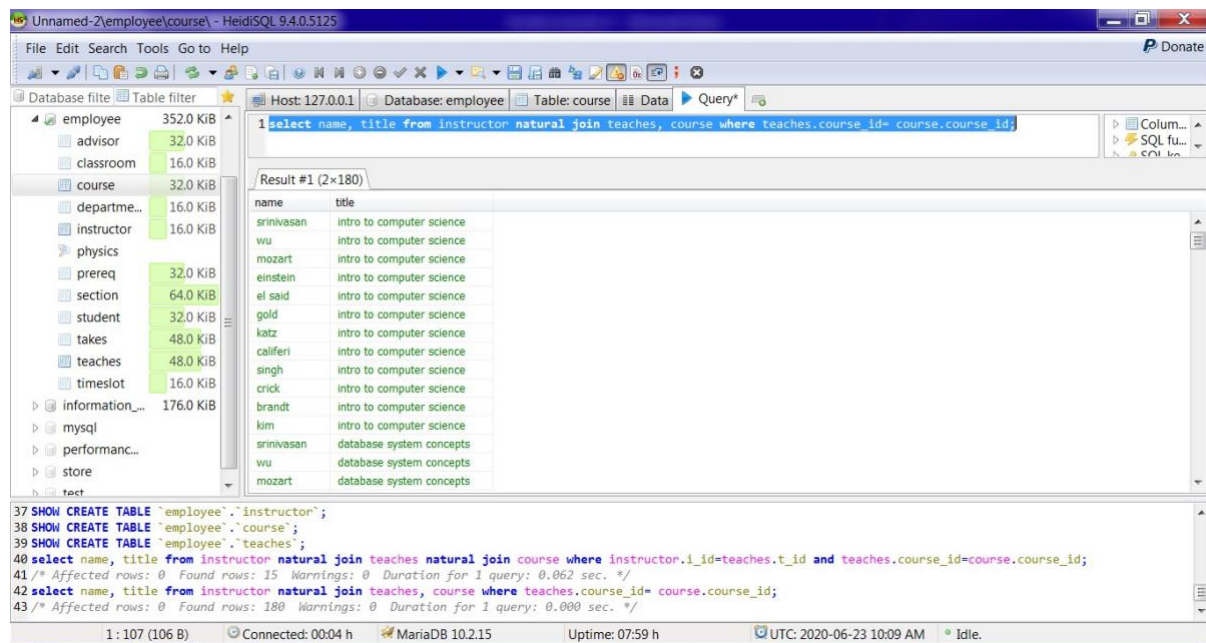 Unnamed-2\employee\course\ - HeidiSQL 9.4.0.5125
File Edit Search Tools Go to Help
Donate
Database filte Table filter
Host: 127.0.0.1 Database: employee Table: course Data Query*
employee 352.0 KiB
advisor 32.0 KiB
classroom 16.0 KiB
course 32.0 KiB
departme... 16.0 KiB
instructor 16.0 KiB
physics
prereq 32.0 KiB
section 64.0 KiB
student 32.0 KiB
takes 48.0 KiB
teaches 48.0 KiB
timeslot 16.0 KiB
information_... 176.0 KiB
mysql
performanc...
store
test
1 select name, title from instructor natural join teaches, course where teaches.course_id= course.course_id;
Colum...
SQL fu...
SQL ke...
Result #1 (2×180)
name title
srinivasan intro to computer science
wu intro to computer science
mozart intro to computer science
einstein intro to computer science
el said intro to computer science
gold intro to computer science
katz intro to computer science
califeri intro to computer science
singh intro to computer science
crick intro to computer science
brandt intro to computer science
kim intro to computer science
srinivasan database system concepts
wu database system concepts
mozart database system concepts
37 SHOW CREATE TABLE `employee`.`instructor`;
38 SHOW CREATE TABLE `employee`.`course`;
39 SHOW CREATE TABLE `employee`.`teaches`;
40 select name, title from instructor natural join teaches natural join course where instructor.i_id=teaches.t_id and teaches.course_id=course.course_id;
41 /* Affected rows: 0 Found rows: 15 Warnings: 0 Duration for 1 query: 0.062 sec. */
42 select name, title from instructor natural join teaches, course where teaches.course_id= course.course_id;
43 /* Affected rows: 0 Found rows: 180 Warnings: 0 Duration for 1 query: 0.000 sec. */
1 : 107 (106 B) Connected: 00:04 h MariaDB 10.2.15 Uptime: 07:59 h UTC: 2020-06-23 10:09 AM Idle.